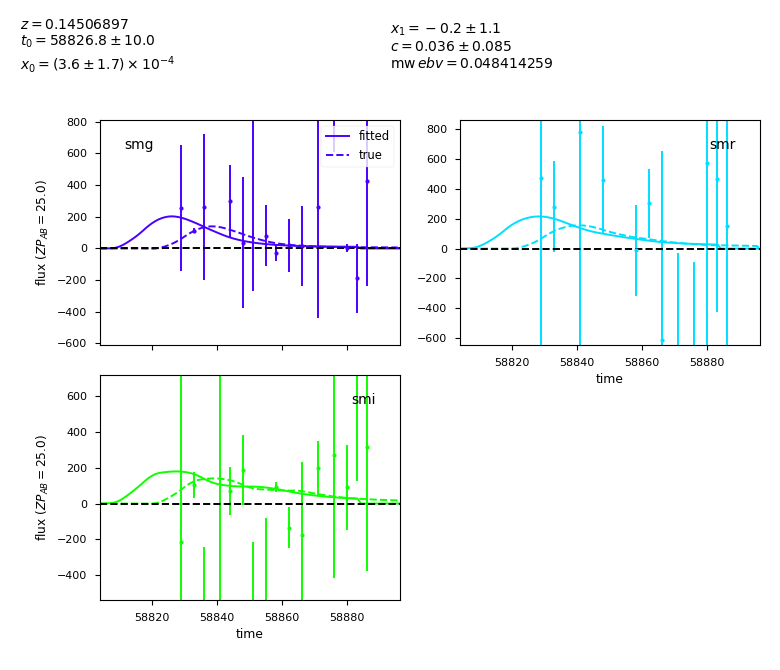 z = 0.14506897
t₀ = 58826.8 ± 10.0
x₀ = (3.6 ± 1.7) × 10⁻⁴
x₁ = −0.2 ± 1.1
c = 0.036 ± 0.085
mw ebv = 0.048414259
smg
fitted
true
800
600
400
200
0
−200
−400
−600
flux (ZP_AB = 25.0)
smr
800
600
400
200
0
−200
−400
−600
58820 58840 58860 58880
time
smi
600
400
200
0
−200
−400
flux (ZP_AB = 25.0)
58820 58840 58860 58880
time